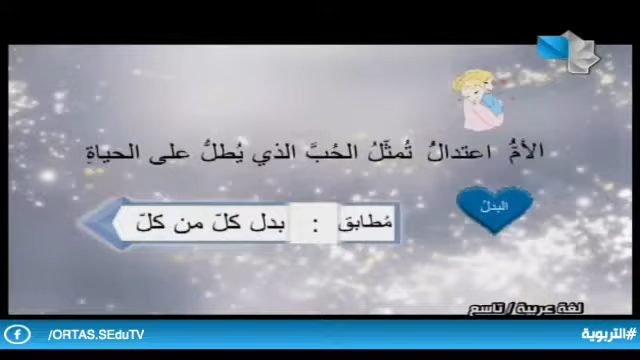 الأمُّ اعتدالُ تُمثّلُ الحُبَّ الذي يُطلُّ على الحياةِ
البدلُ
مُطابق : بدل كلّ من كلّ
لغة عربية / تاسع
/ORTAS.SEduTV #التربوية